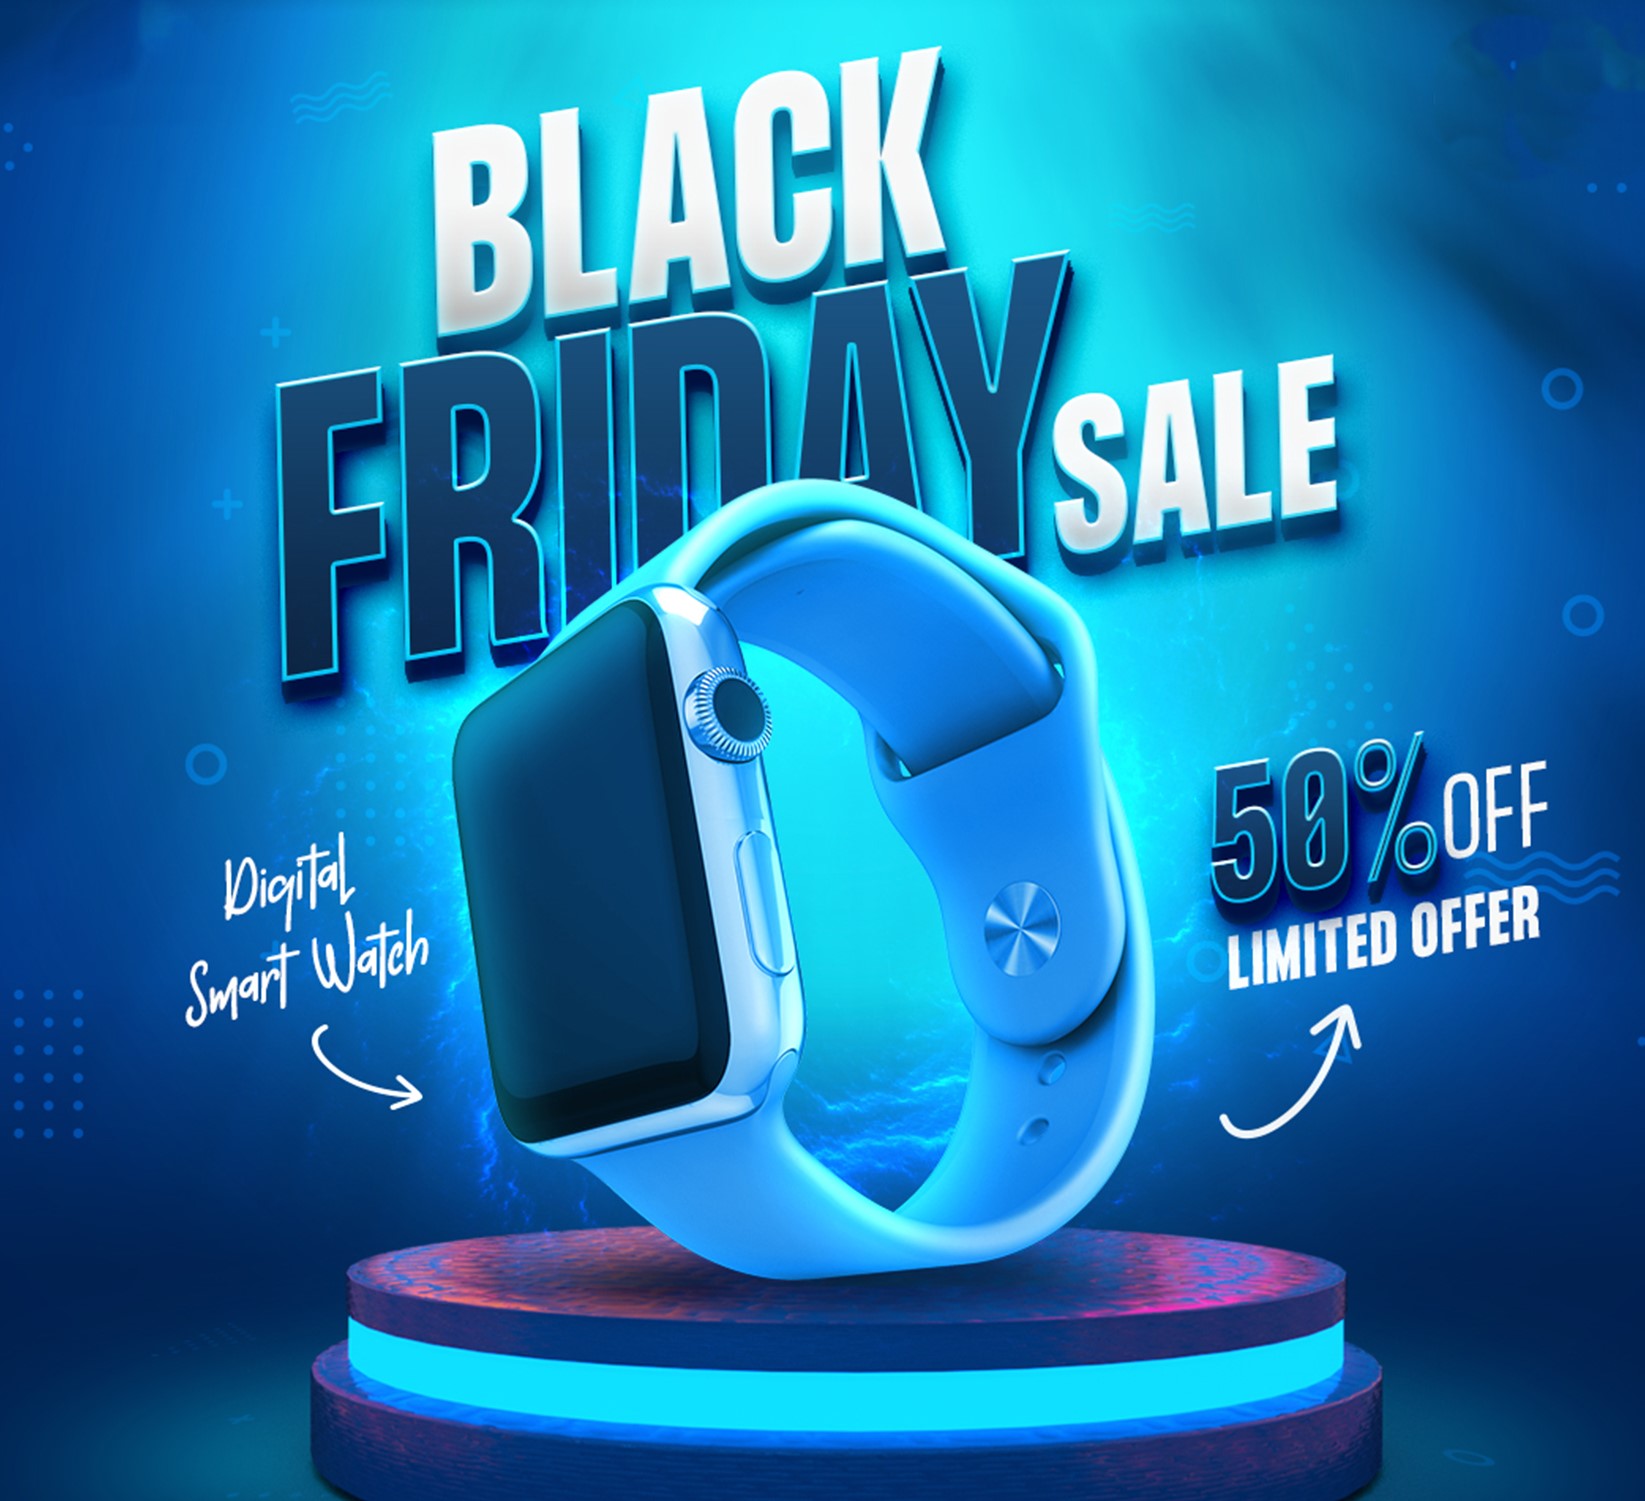 BLACK
FRIDAY SALE
50% OFF
LIMITED OFFER
Digital
Smart Watch